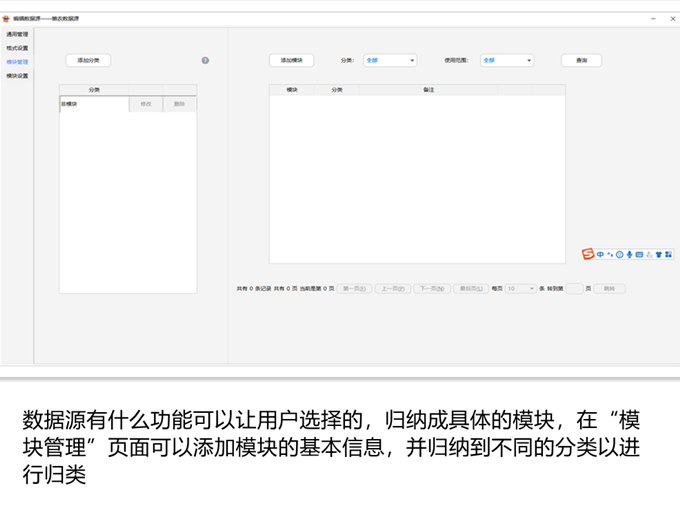 编辑数据源——缴农数据源
通用管理
格式设置
模块管理
模块设置
添加分类
?
添加模块
分类：
全部
使用范围：
全部
查询
分类
非模块
修改
删除
模块
分类
备注
中
共有 0 条记录 共有 0 页 当前是第 0 页
第一页(F)
上一页(P)
下一页(N)
最后页(L)
每页
10
条 转到第
页
跳转
数据源有什么功能可以让用户选择的，归纳成具体的模块，在“模
块管理”页面可以添加模块的基本信息，并归纳到不同的分类以进
行归类